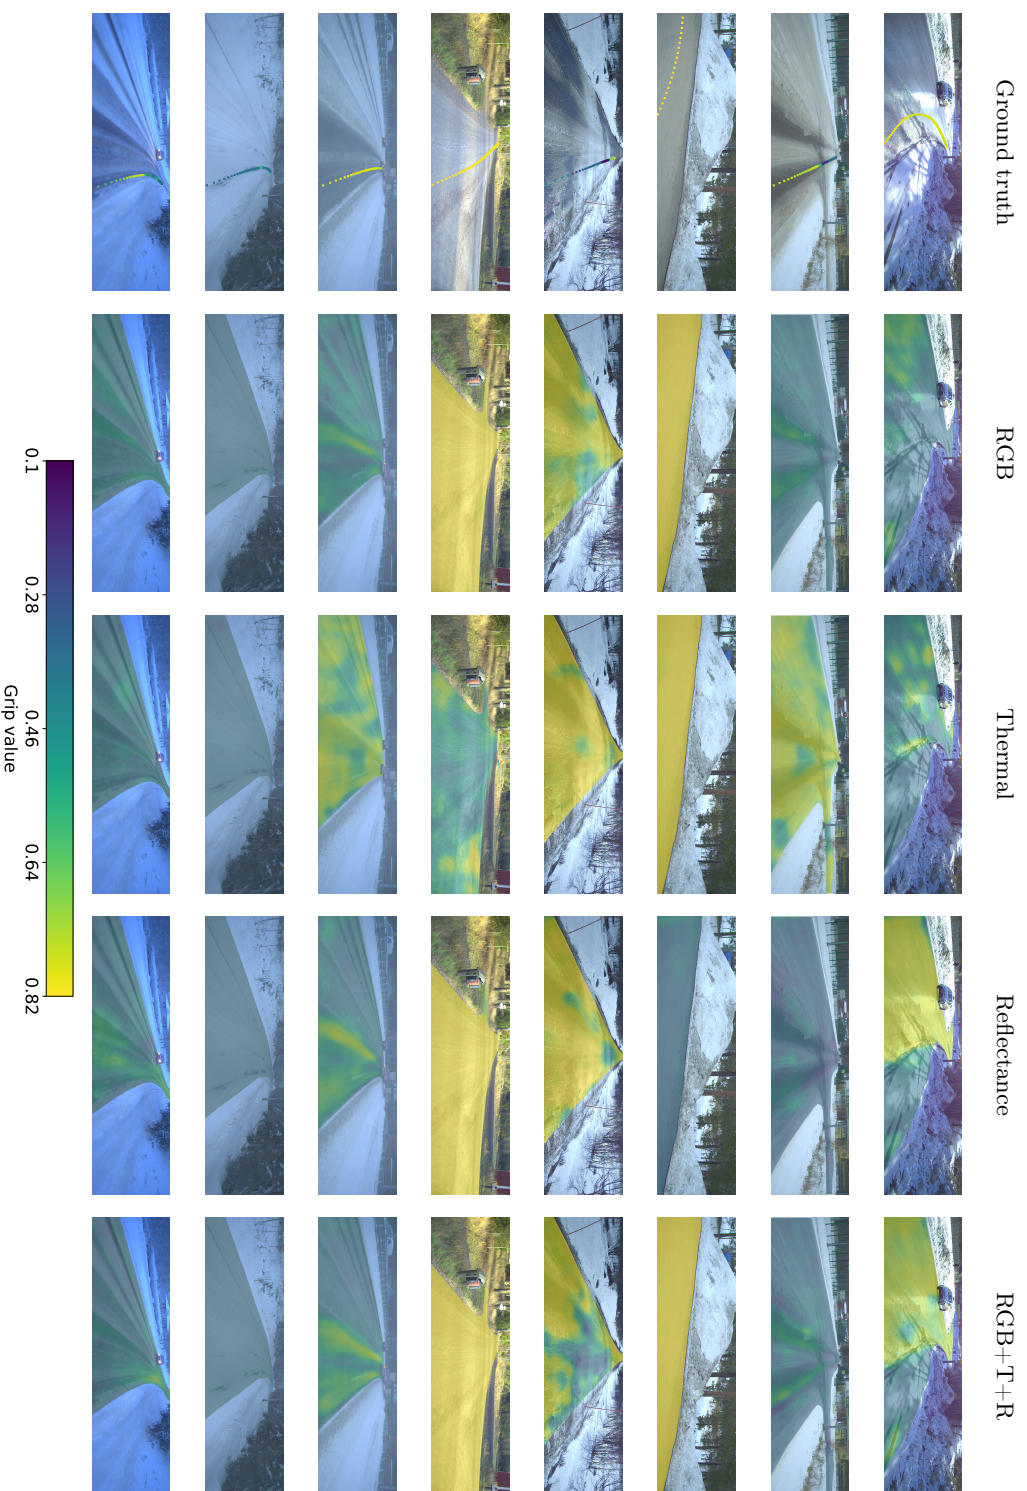 Ground truth
RGB
Thermal
Reflectance
RGB+T+R
0.1
0.28
0.46
0.64
0.82
Grip value